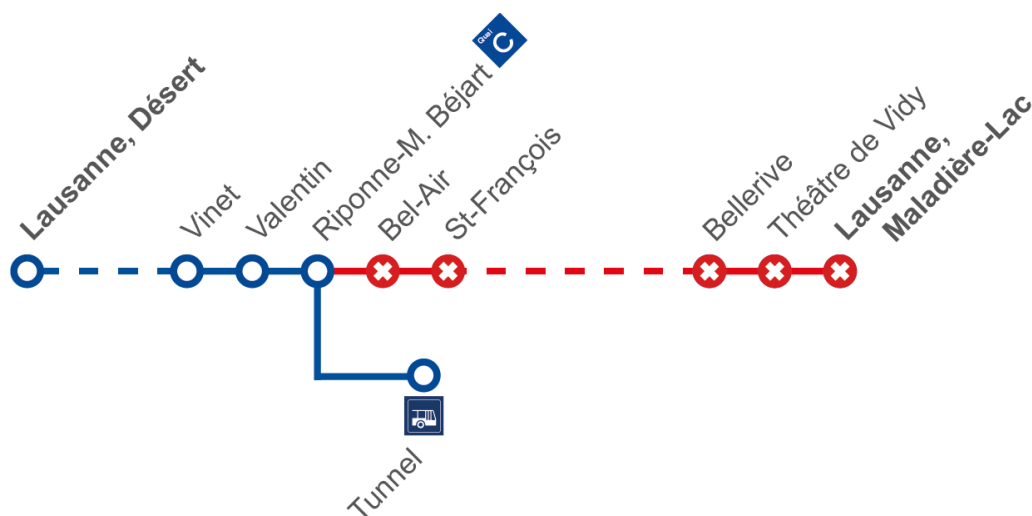 Lausanne, Désert
Vinet
Valentin
Riponne-M. Béjart
Quai
C
Bel-Air
St-François
Bellerive
Théâtre de Vidy
Lausanne,
Maladière-Lac
Tunnel